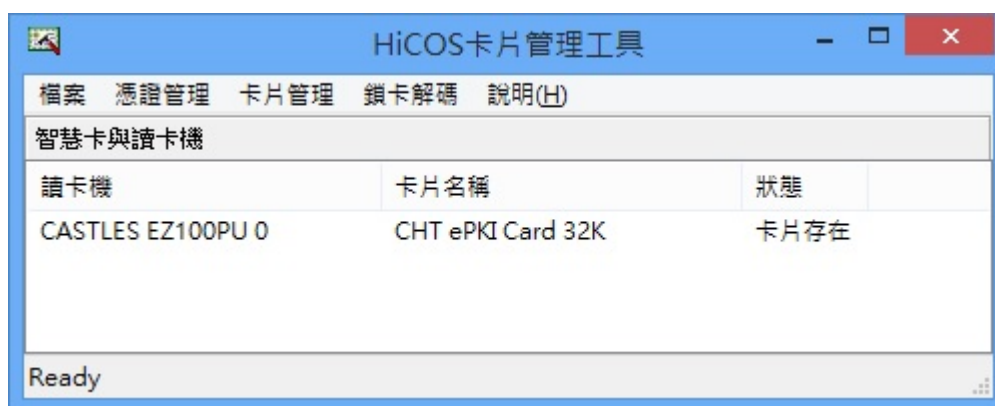 HiCOS卡片管理工具
檔案 憑證管理 卡片管理 鎖卡解碼 說明(H)
智慧卡與讀卡機
讀卡機 卡片名稱 狀態
CASTLES EZ100PU 0 CHT ePKI Card 32K 卡片存在
Ready